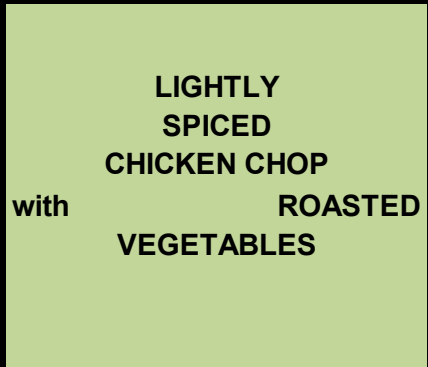 LIGHTLY
SPICED
CHICKEN CHOP
with ROASTED
VEGETABLES